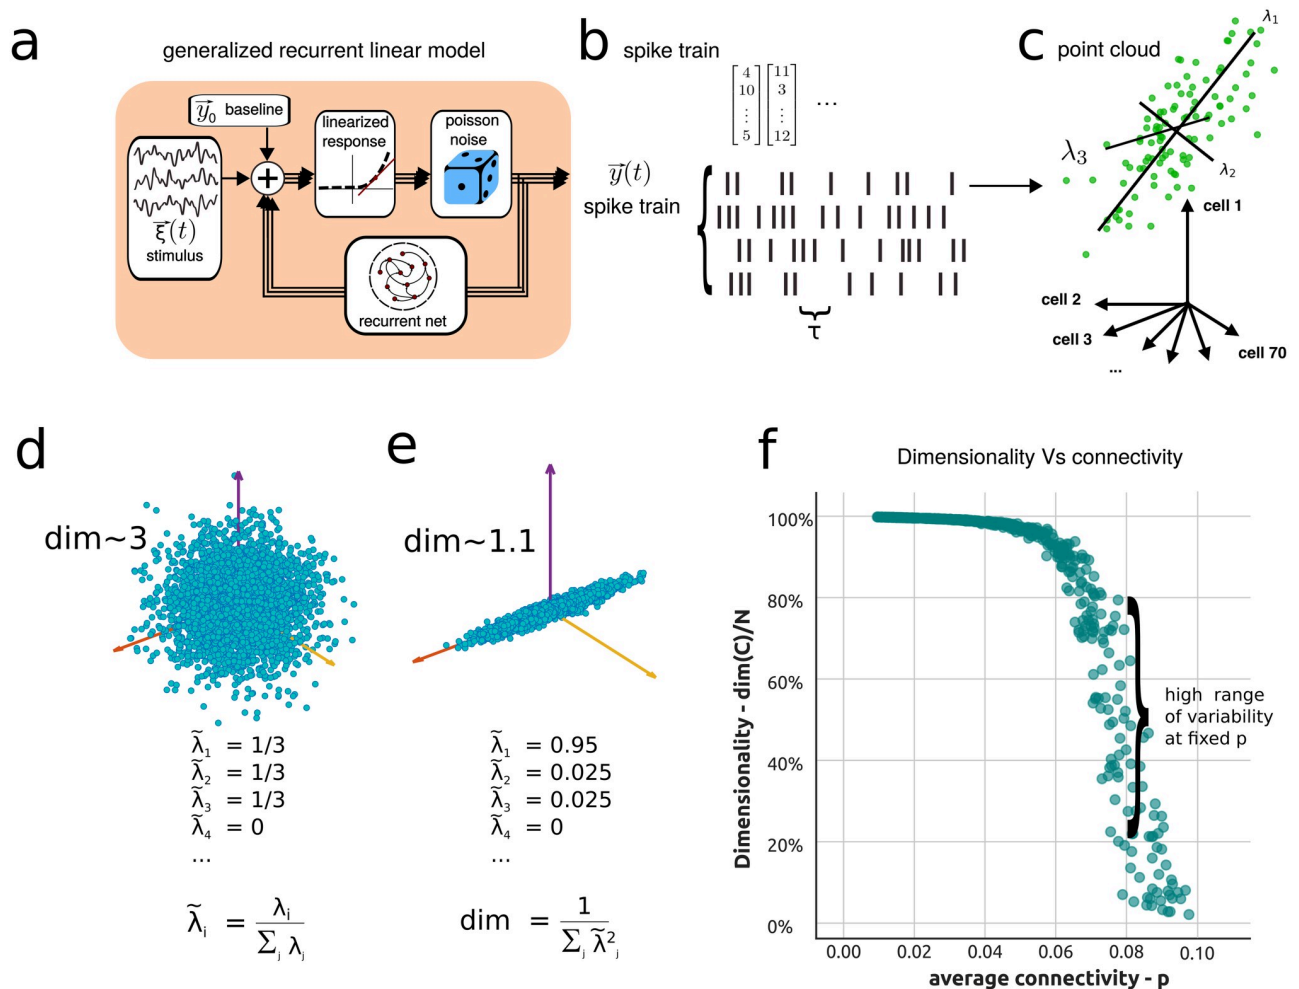 a
generalized recurrent linear model
y⃗₀ baseline
linearized
response
poisson
noise
+
ξ⃗(t)
stimulus
recurrent net
b
spike train
4 11
10 3
⋮ ⋮
5 12
...
y⃗(t)
spike train
τ
c
point cloud
λ₁
λ₃
λ₂
cell 1
cell 2
cell 3
cell 70
...
d
dim~3
λ̃₁ = 1/3
λ̃₂ = 1/3
λ̃₃ = 1/3
λ̃₄ = 0
...
λ̃ᵢ = λᵢ / ∑ⱼ λⱼ
e
dim~1.1
λ̃₁ = 0.95
λ̃₂ = 0.025
λ̃₃ = 0.025
λ̃₄ = 0
...
dim = 1 / ∑ⱼ λ̃²ⱼ
f
Dimensionality Vs connectivity
Dimensionality - dim(C)/N
100%
80%
60%
40%
20%
0%
high range
of variability
at fixed p
0.00 0.02 0.04 0.06 0.08 0.10
average connectivity - p